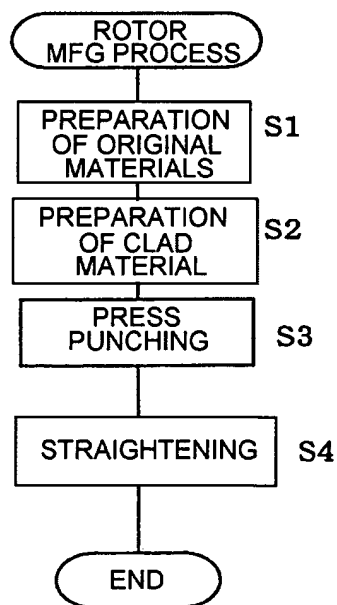 ROTOR
MFG PROCESS
PREPARATION
OF ORIGINAL
MATERIALS
S1
PREPARATION
OF CLAD
MATERIAL
S2
PRESS
PUNCHING
S3
STRAIGHTENING
S4
END